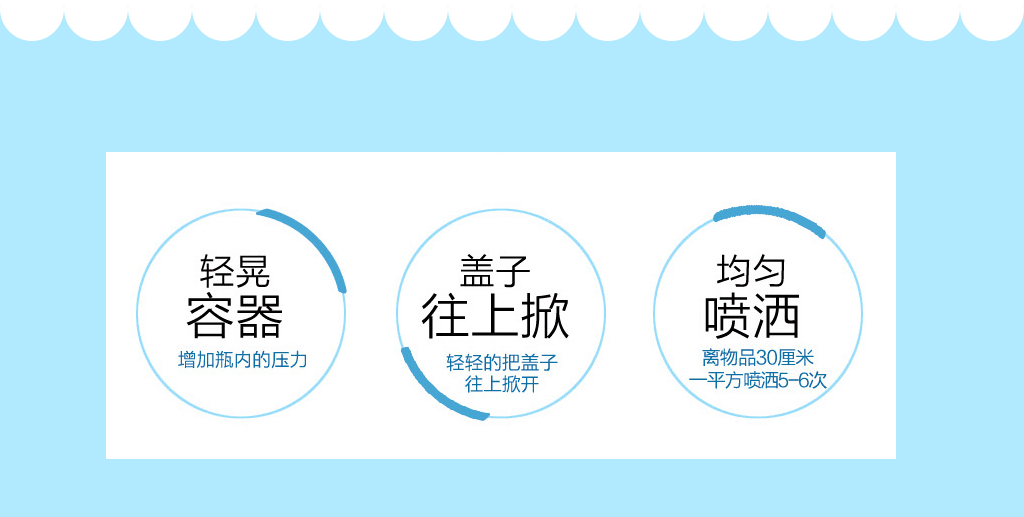 轻晃
容器
增加瓶内的压力
盖子
往上掀
轻轻的把盖子
往上掀开
均匀
喷洒
离物品30厘米
一平方喷洒5-6次